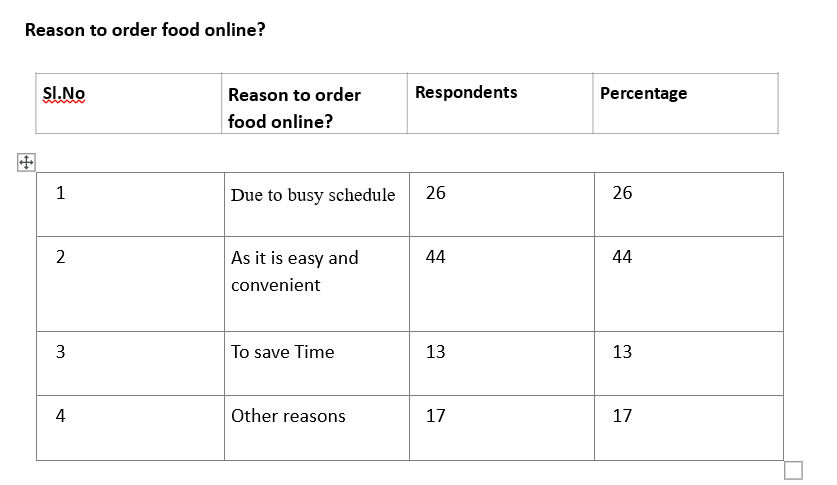 Reason to order food online?
Sl.No
Reason to order
food online?
Respondents
Percentage
1
Due to busy schedule
26
26
2
As it is easy and
convenient
44
44
3
To save Time
13
13
4
Other reasons
17
17